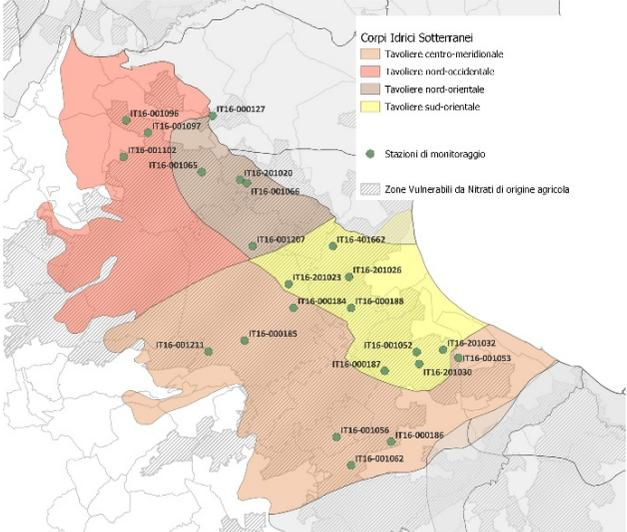 Corpi Idrici Sotterranei
Tavoliere centro-meridionale
Tavoliere nord-occidentale
Tavoliere nord-orientale
Tavoliere sud-orientale
Stazioni di monitoraggio
Zone Vulnerabili da Nitrati di origine agricola
IT16-001096
IT16-000127
IT16-001097
IT16-001102
IT16-001065
IT16-201020
IT16-001066
IT16-001207
IT16-401662
IT16-201026
IT16-201023
IT16-000184
IT16-000188
IT16-000185
IT16-001211
IT16-001052
IT16-201032
IT16-001053
IT16-000187
IT16-201030
IT16-001056
IT16-000186
IT16-001062